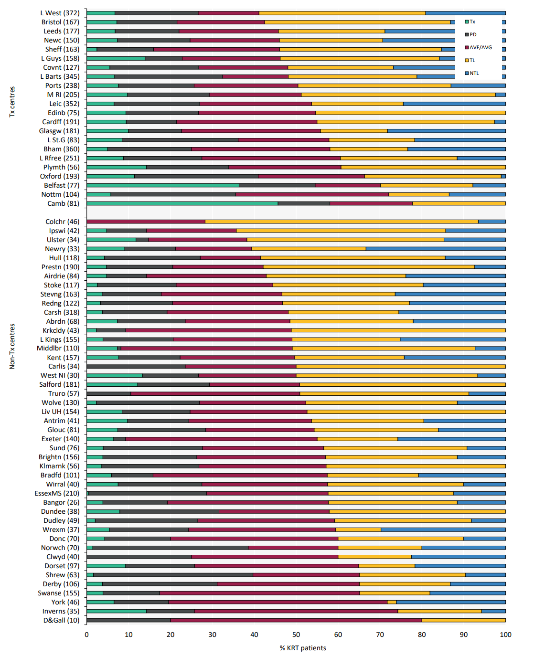 Tx centres
L West (372)
Bristol (167)
Leeds (177)
Newc (150)
Sheff (163)
L Guys (158)
Covnt (127)
L Barts (345)
Ports (238)
M RI (205)
Leic (352)
Edinb (75)
Cardff (191)
Glasgw (181)
L St.G (83)
Bham (360)
L Rfree (251)
Plymth (56)
Oxford (193)
Belfast (77)
Nottm (104)
Camb (81)
Tx
PD
AVE/AVG
TL
NTL
Non-Tx centres
Colchr (46)
Ipswi (42)
Ulster (34)
Newry (33)
Hull (118)
Prestn (190)
Airdrie (84)
Stoke (117)
Stevng (163)
Redng (122)
Carsh (318)
Abrdn (68)
Krkcldy (43)
L Kings (155)
Middlbr (110)
Kent (157)
Carlis (34)
West NI (30)
Salford (181)
Truro (57)
Wolve (130)
Liv UH (154)
Antrim (41)
Glouc (81)
Exeter (140)
Sund (76)
Brightn (156)
Klmarnk (56)
Bradfd (101)
Wirral (40)
EssexMS (210)
Bangor (26)
Dundee (38)
Dudley (49)
Wrexm (37)
Donc (70)
Norwch (70)
Clwyd (40)
Dorset (97)
Shrew (63)
Derby (106)
Swanse (155)
York (46)
Inverns (35)
D&Gall (10)
0 10 20 30 40 50 60 70 80 90 100
% KRT patients